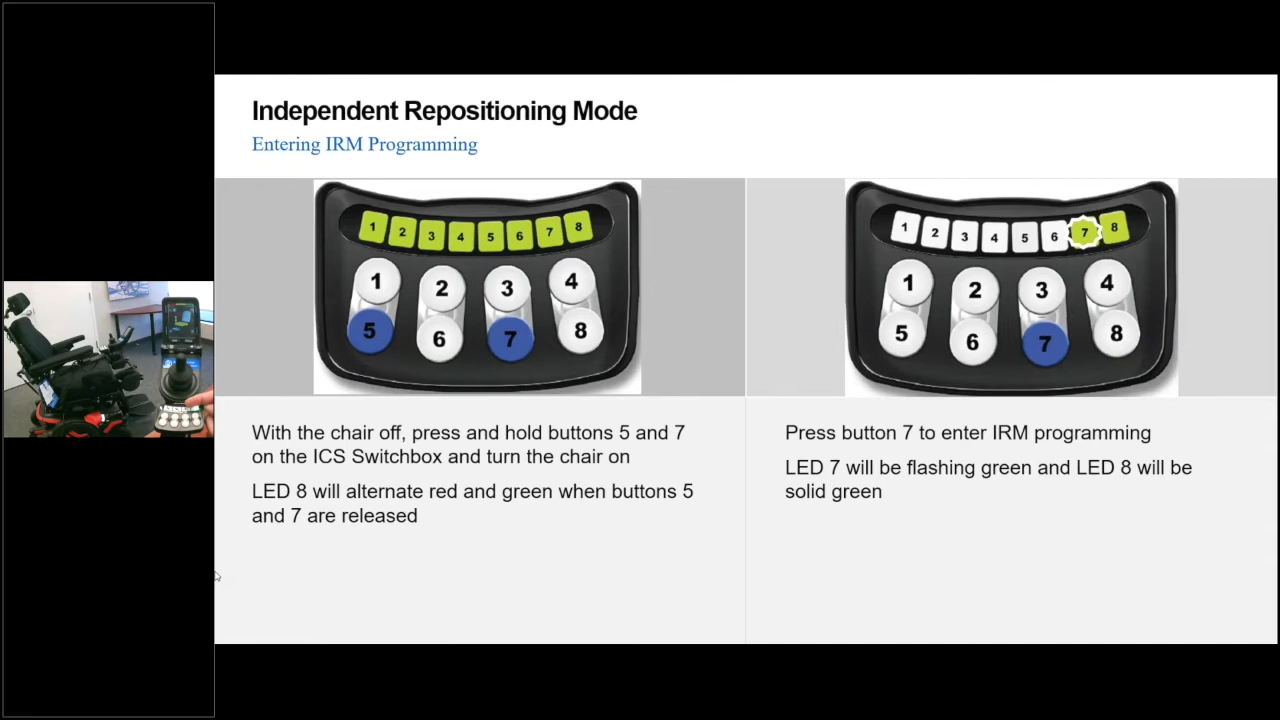 Independent Repositioning Mode
Entering IRM Programming
1 2 3 4 5 6 7 8
1 2 3 4
5 6 7 8
With the chair off, press and hold buttons 5 and 7
on the ICS Switchbox and turn the chair on
LED 8 will alternate red and green when buttons 5
and 7 are released
1 2 3 4 5 6 7 8
1 2 3 4
5 6 7 8
Press button 7 to enter IRM programming
LED 7 will be flashing green and LED 8 will be
solid green